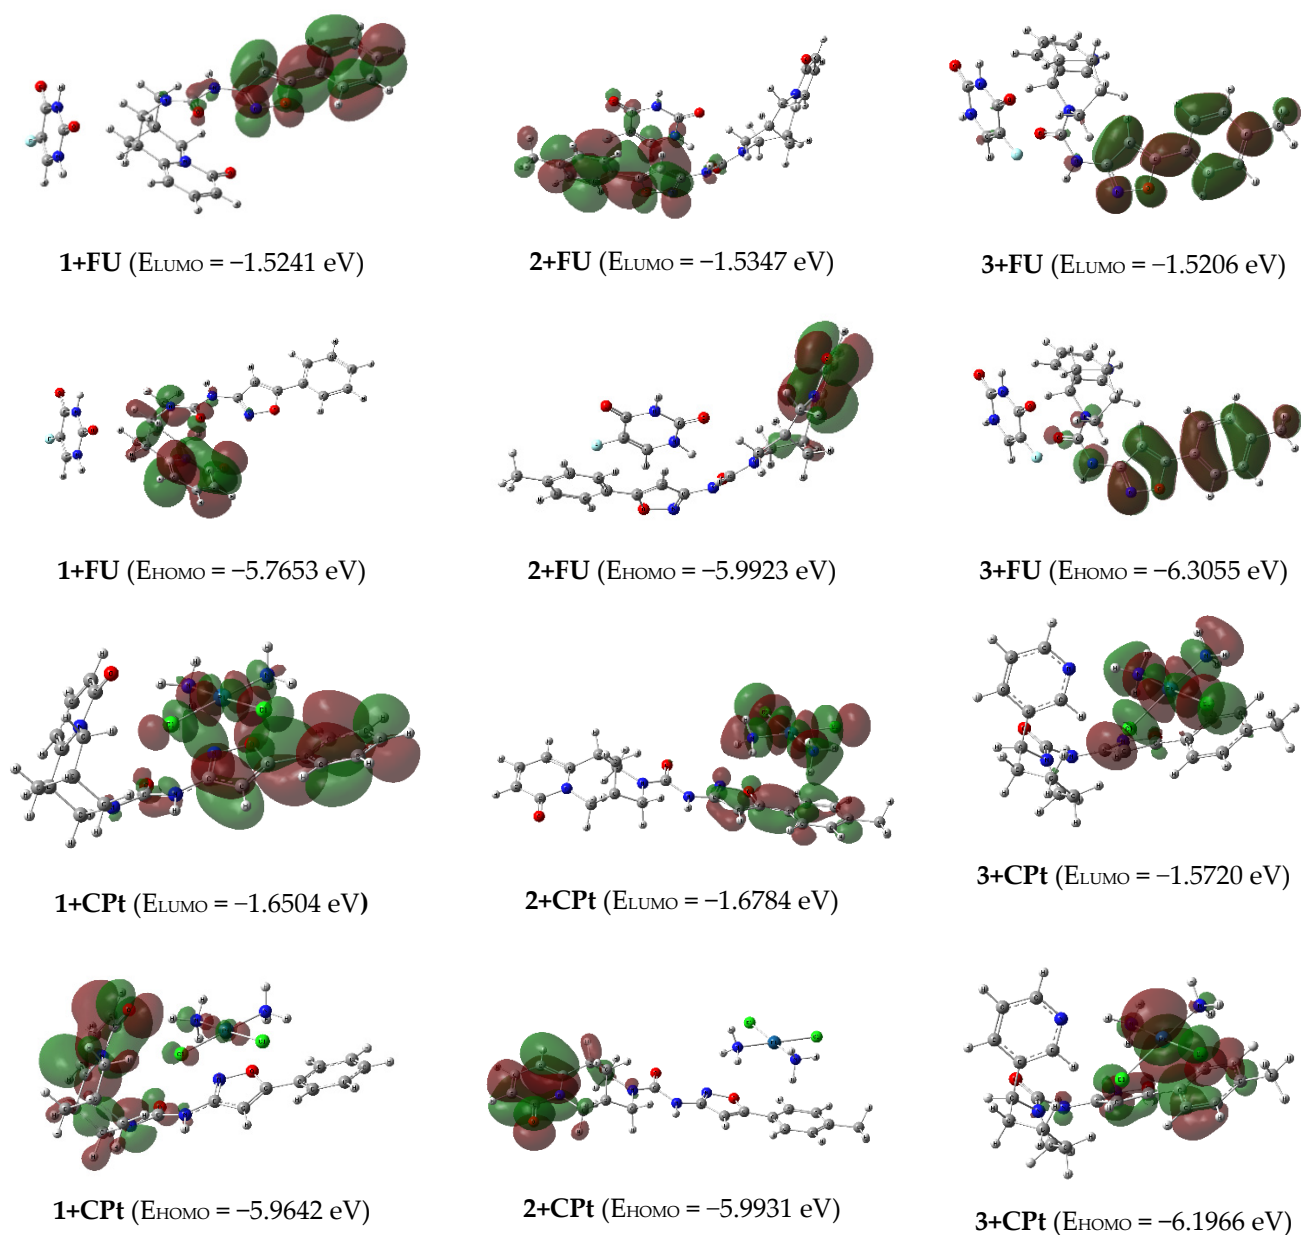 1+FU (ELUMO = −1.5241 eV)
2+FU (ELUMO = −1.5347 eV)
3+FU (ELUMO = −1.5206 eV)
1+FU (EHOMO = −5.7653 eV)
2+FU (EHOMO = −5.9923 eV)
3+FU (EHOMO = −6.3055 eV)
1+CPt (ELUMO = −1.6504 eV)
2+CPt (ELUMO = −1.6784 eV)
3+CPt (ELUMO = −1.5720 eV)
1+CPt (EHOMO = −5.9642 eV)
2+CPt (EHOMO = −5.9931 eV)
3+CPt (EHOMO = −6.1966 eV)